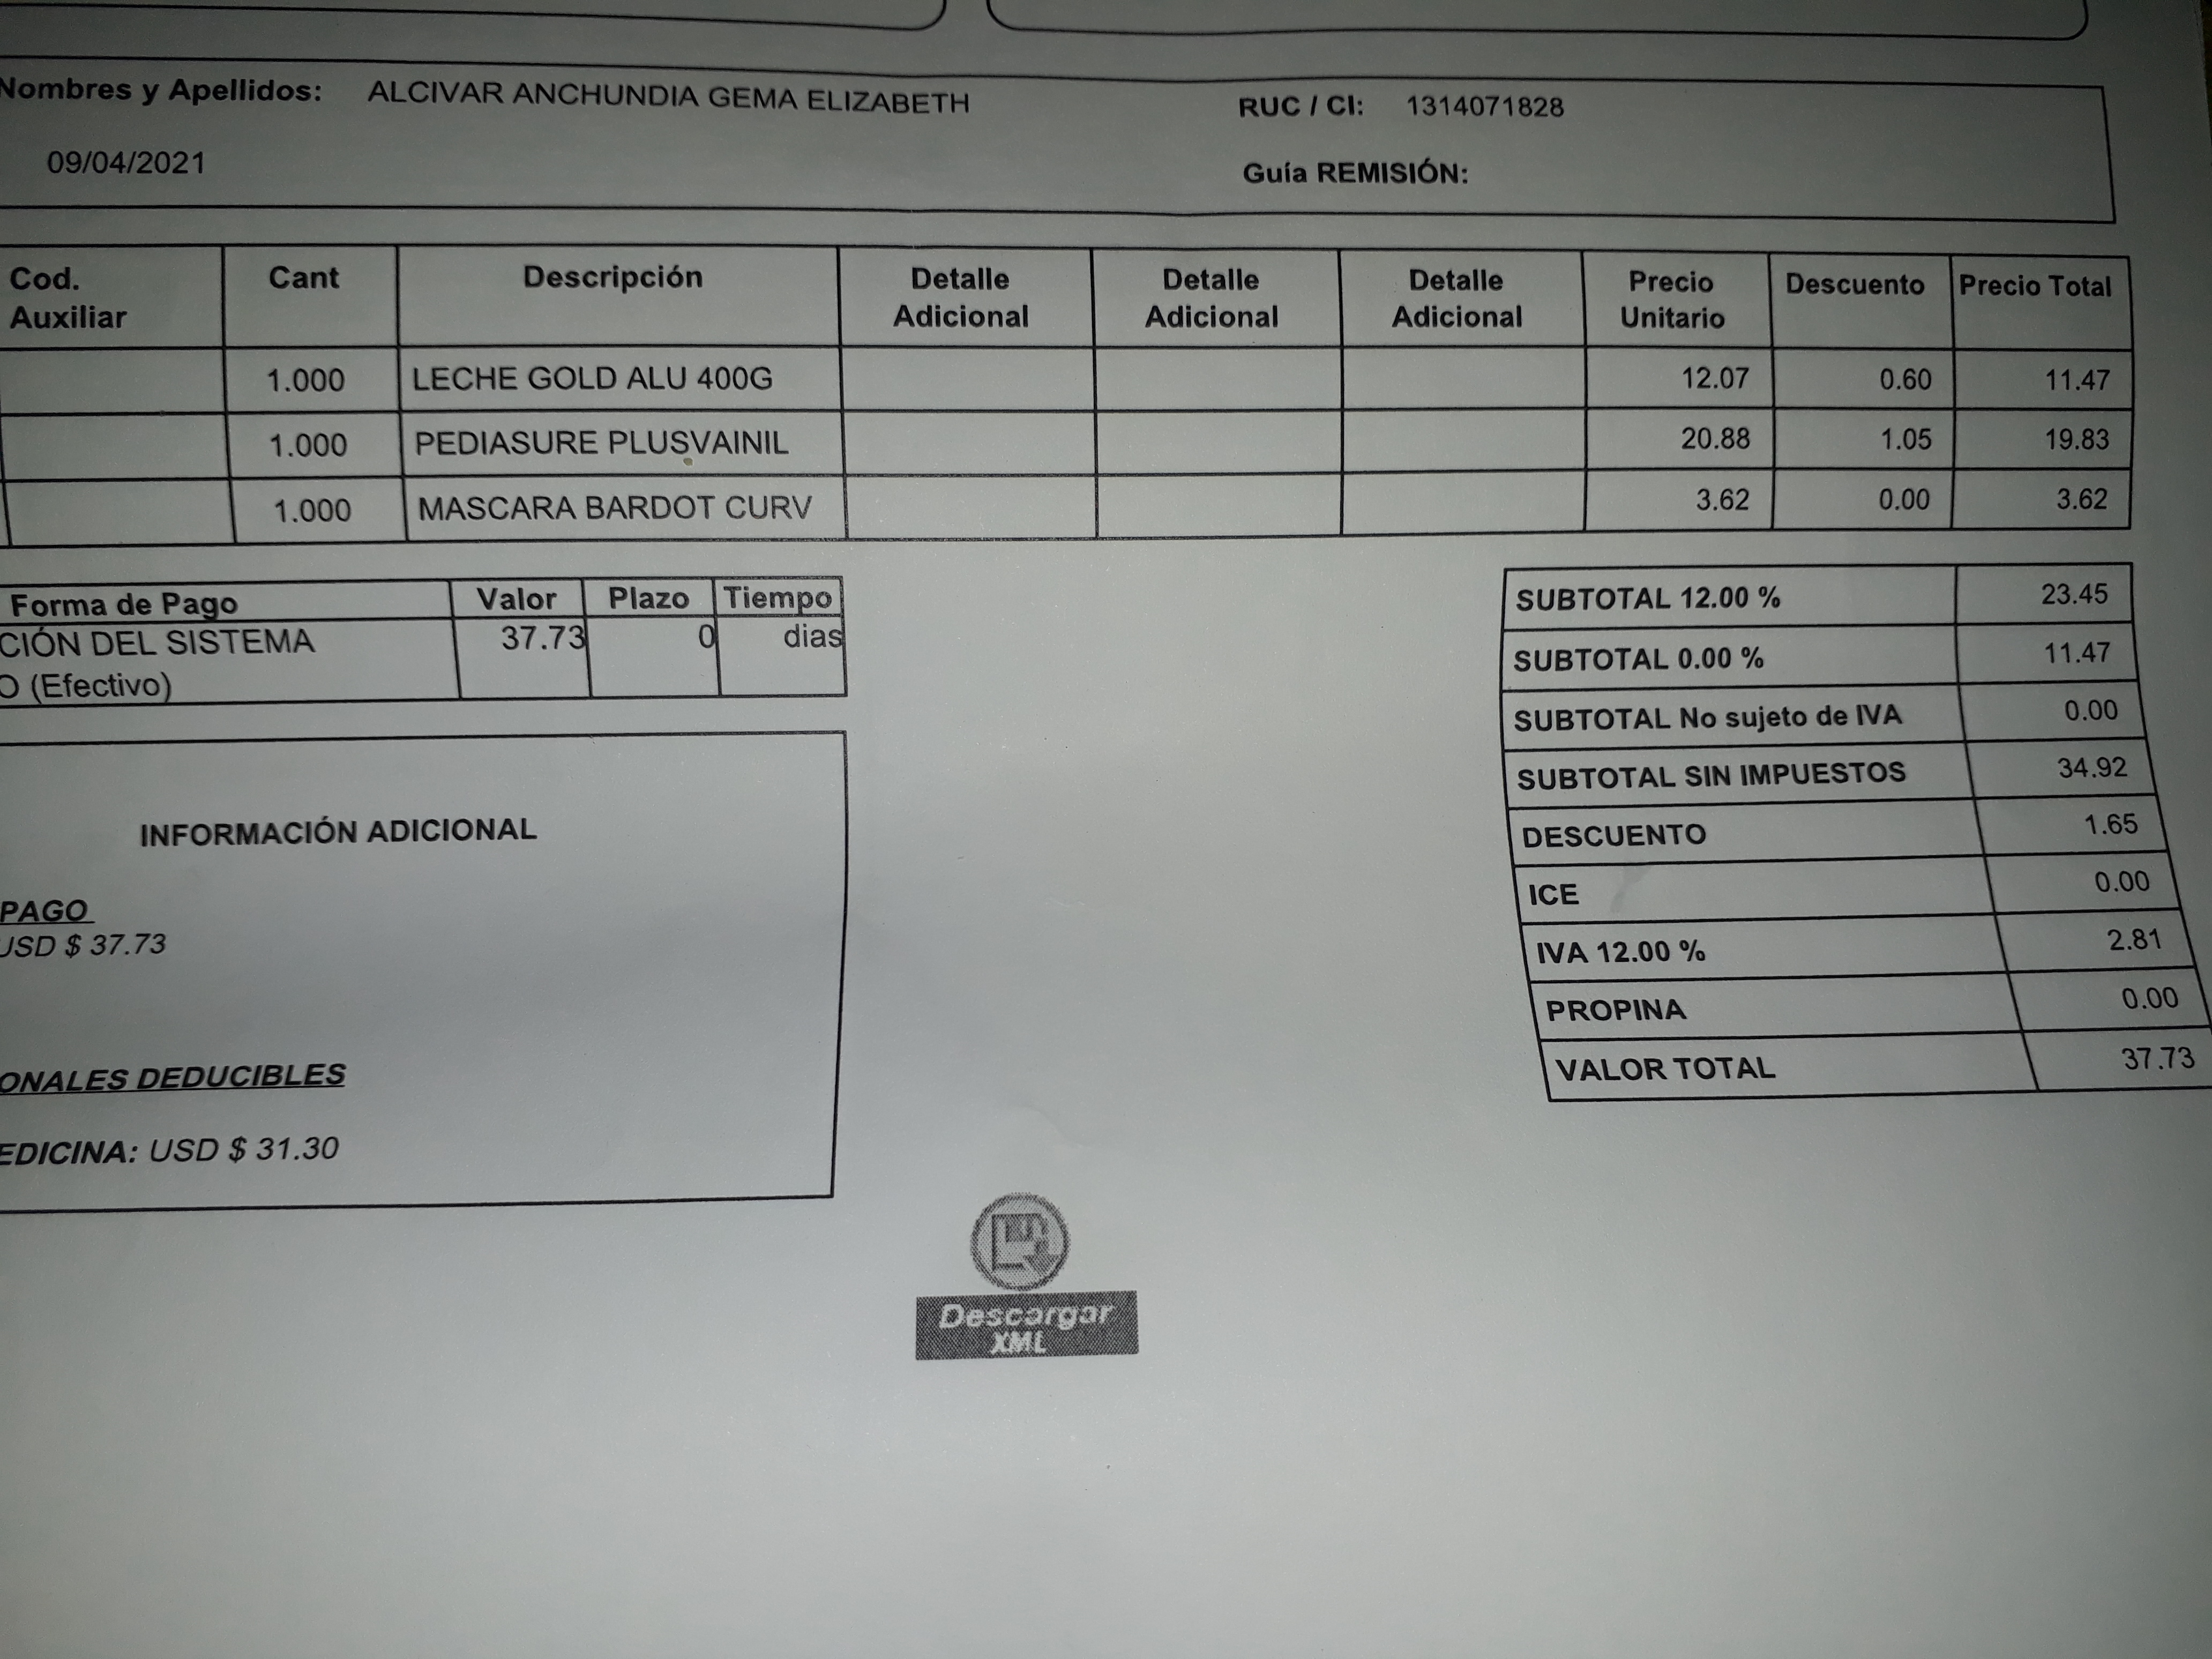 Nombres y Apellidos: ALCIVAR ANCHUNDIA GEMA ELIZABETH RUC / CI: 1314071828
09/04/2021 Guía REMISIÓN:
Cod. Auxiliar Cant Descripción Detalle Adicional Detalle Adicional Detalle Adicional Precio Unitario Descuento Precio Total
1.000 LECHE GOLD ALU 400G 12.07 0.60 11.47
1.000 PEDIASURE PLUSVAINIL 20.88 1.05 19.83
1.000 MASCARA BARDOT CURV 3.62 0.00 3.62
Forma de Pago Valor Plazo Tiempo
CIÓN DEL SISTEMA 37.73 0 dias
O (Efectivo)
INFORMACIÓN ADICIONAL
PAGO
USD $ 37.73
ONALES DEDUCIBLES
EDICINA: USD $ 31.30
SUBTOTAL 12.00 % 23.45
SUBTOTAL 0.00 % 11.47
SUBTOTAL No sujeto de IVA 0.00
SUBTOTAL SIN IMPUESTOS 34.92
DESCUENTO 1.65
ICE 0.00
IVA 12.00 % 2.81
PROPINA 0.00
VALOR TOTAL 37.73
Descargar
XML